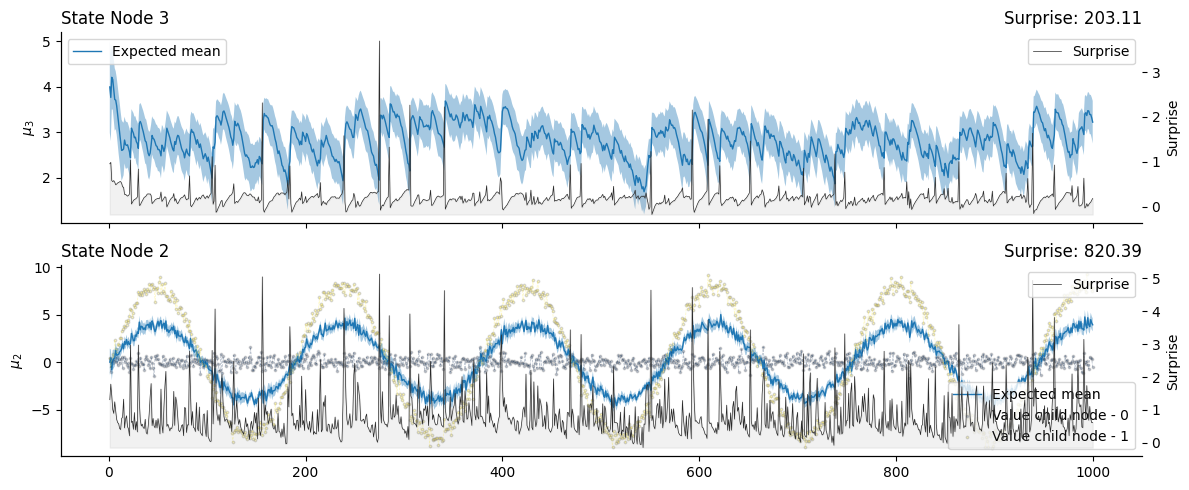 State Node 3
Surprise: 203.11
Expected mean
Surprise
5
4
3
2
μ3
3
2
1
0
Surprise
State Node 2
Surprise: 820.39
Surprise
10
5
0
−5
μ2
5
4
3
2
1
0
Surprise
Expected mean
Value child node - 0
Value child node - 1
0
200
400
600
800
1000